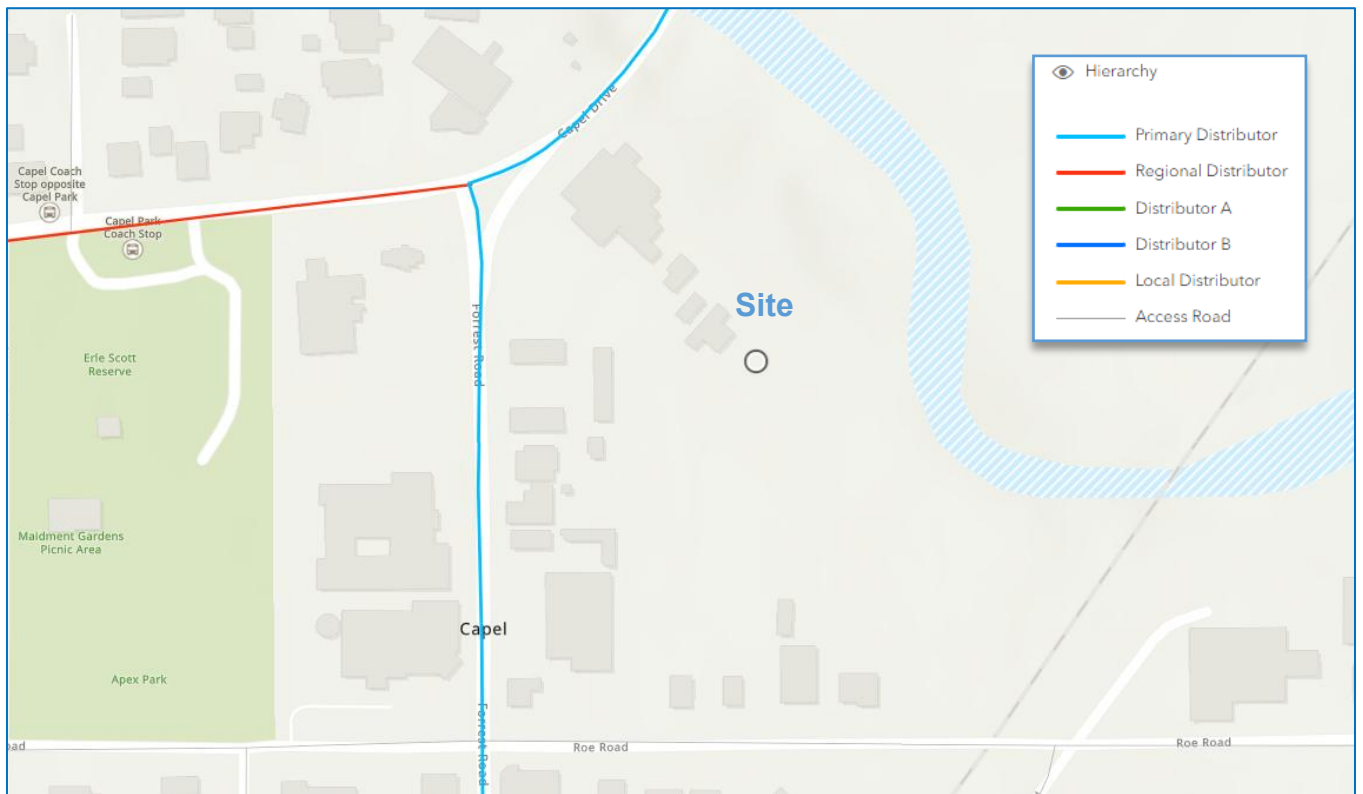 Capel Drive
Capel Coach
Stop opposite
Capel Park
Capel Park
Coach Stop
Forrest Road
Erle Scott
Reserve
Site
Maidment Gardens
Picnic Area
Capel
Apex Park
Forrest Road
oad
Roe Road
Roe Road
Hierarchy
Primary Distributor
Regional Distributor
Distributor A
Distributor B
Local Distributor
Access Road